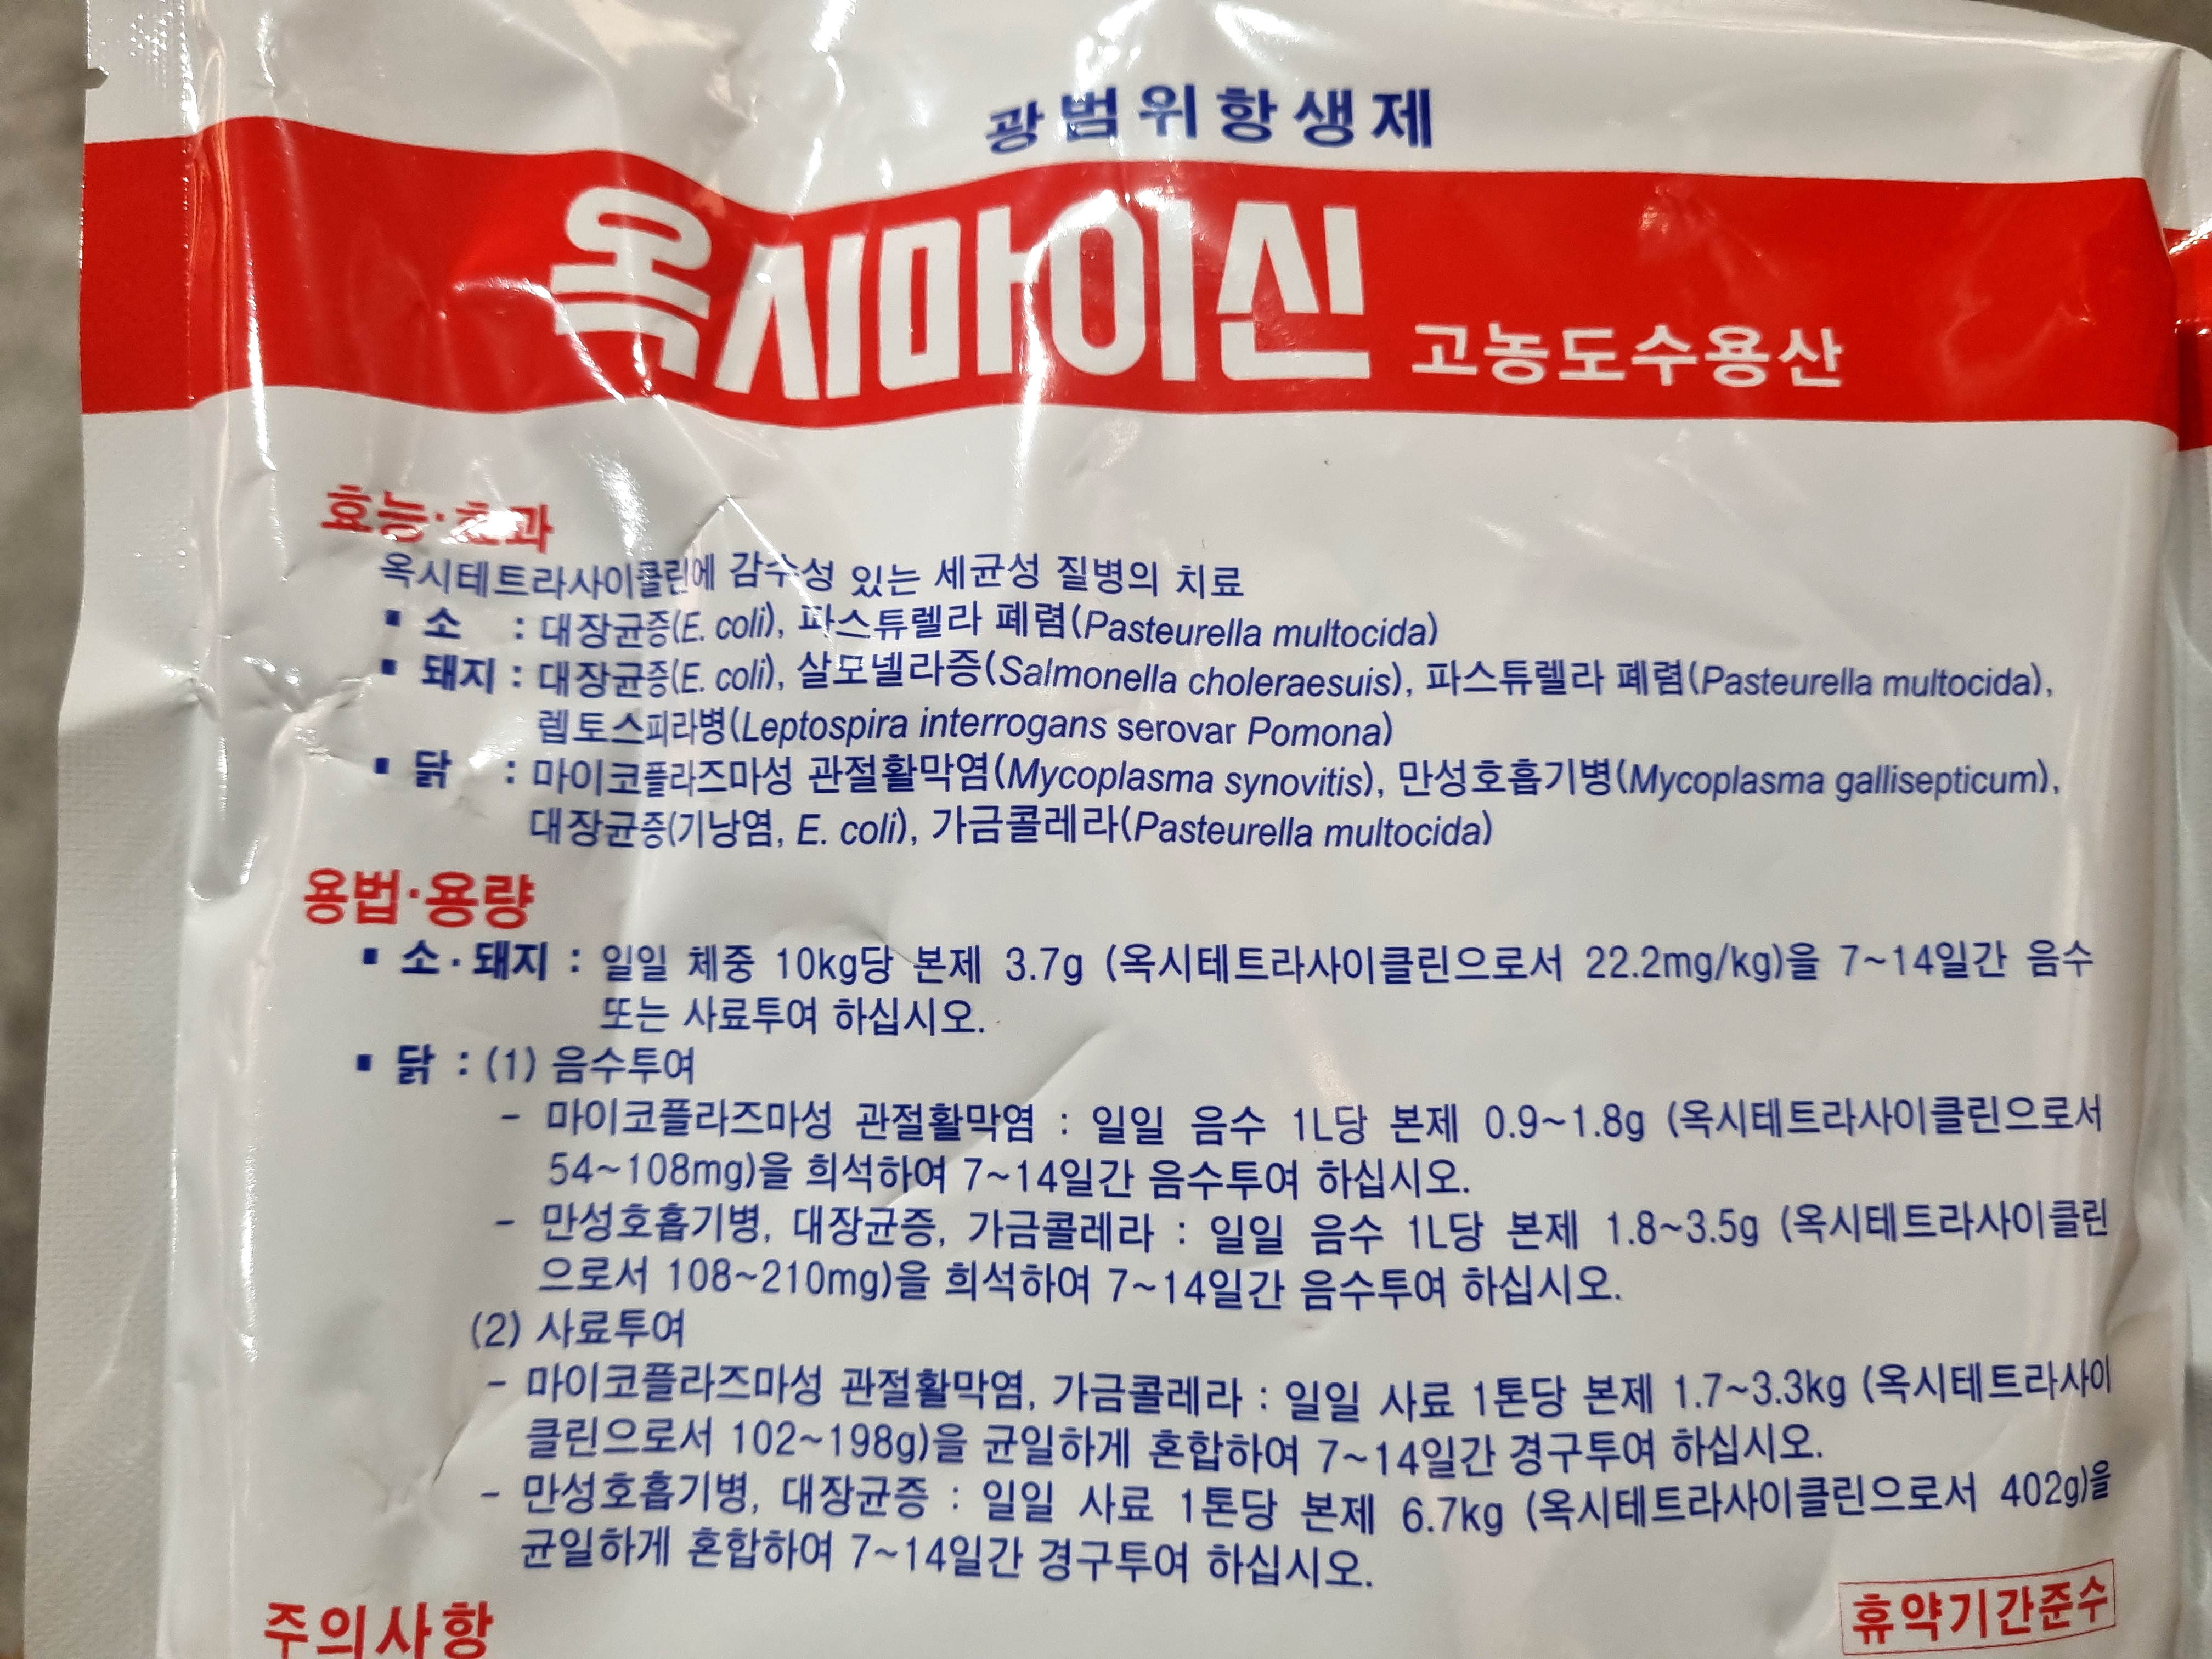 광범위항생제
옥시마이신 고농도수용산
효능·효과
옥시테트라사이클린에 감수성 있는 세균성 질병의 치료
▪ 소 : 대장균증(E. coli), 파스튜렐라 폐렴(Pasteurella multocida)
▪ 돼지 : 대장균증(E. coli), 살모넬라증(Salmonella choleraesuis), 파스튜렐라 폐렴(Pasteurella multocida),
렙토스피라병(Leptospira interrogans serovar Pomona)
▪ 닭 : 마이코플라즈마성 관절활막염(Mycoplasma synovitis), 만성호흡기병(Mycoplasma gallisepticum),
대장균증(기낭염, E. coli), 가금콜레라(Pasteurella multocida)
용법·용량
▪ 소·돼지 : 일일 체중 10kg당 본제 3.7g (옥시테트라사이클린으로서 22.2mg/kg)을 7~14일간 음수
또는 사료투여 하십시오.
▪ 닭 : (1) 음수투여
- 마이코플라즈마성 관절활막염 : 일일 음수 1L당 본제 0.9~1.8g (옥시테트라사이클린으로서
54~108mg)을 희석하여 7~14일간 음수투여 하십시오.
- 만성호흡기병, 대장균증, 가금콜레라 : 일일 음수 1L당 본제 1.8~3.5g (옥시테트라사이클린
으로서 108~210mg)을 희석하여 7~14일간 음수투여 하십시오.
(2) 사료투여
- 마이코플라즈마성 관절활막염, 가금콜레라 : 일일 사료 1톤당 본제 1.7~3.3kg (옥시테트라사이
클린으로서 102~198g)을 균일하게 혼합하여 7~14일간 경구투여 하십시오.
- 만성호흡기병, 대장균증 : 일일 사료 1톤당 본제 6.7kg (옥시테트라사이클린으로서 402g)을
균일하게 혼합하여 7~14일간 경구투여 하십시오.
주의사항
휴약기간준수